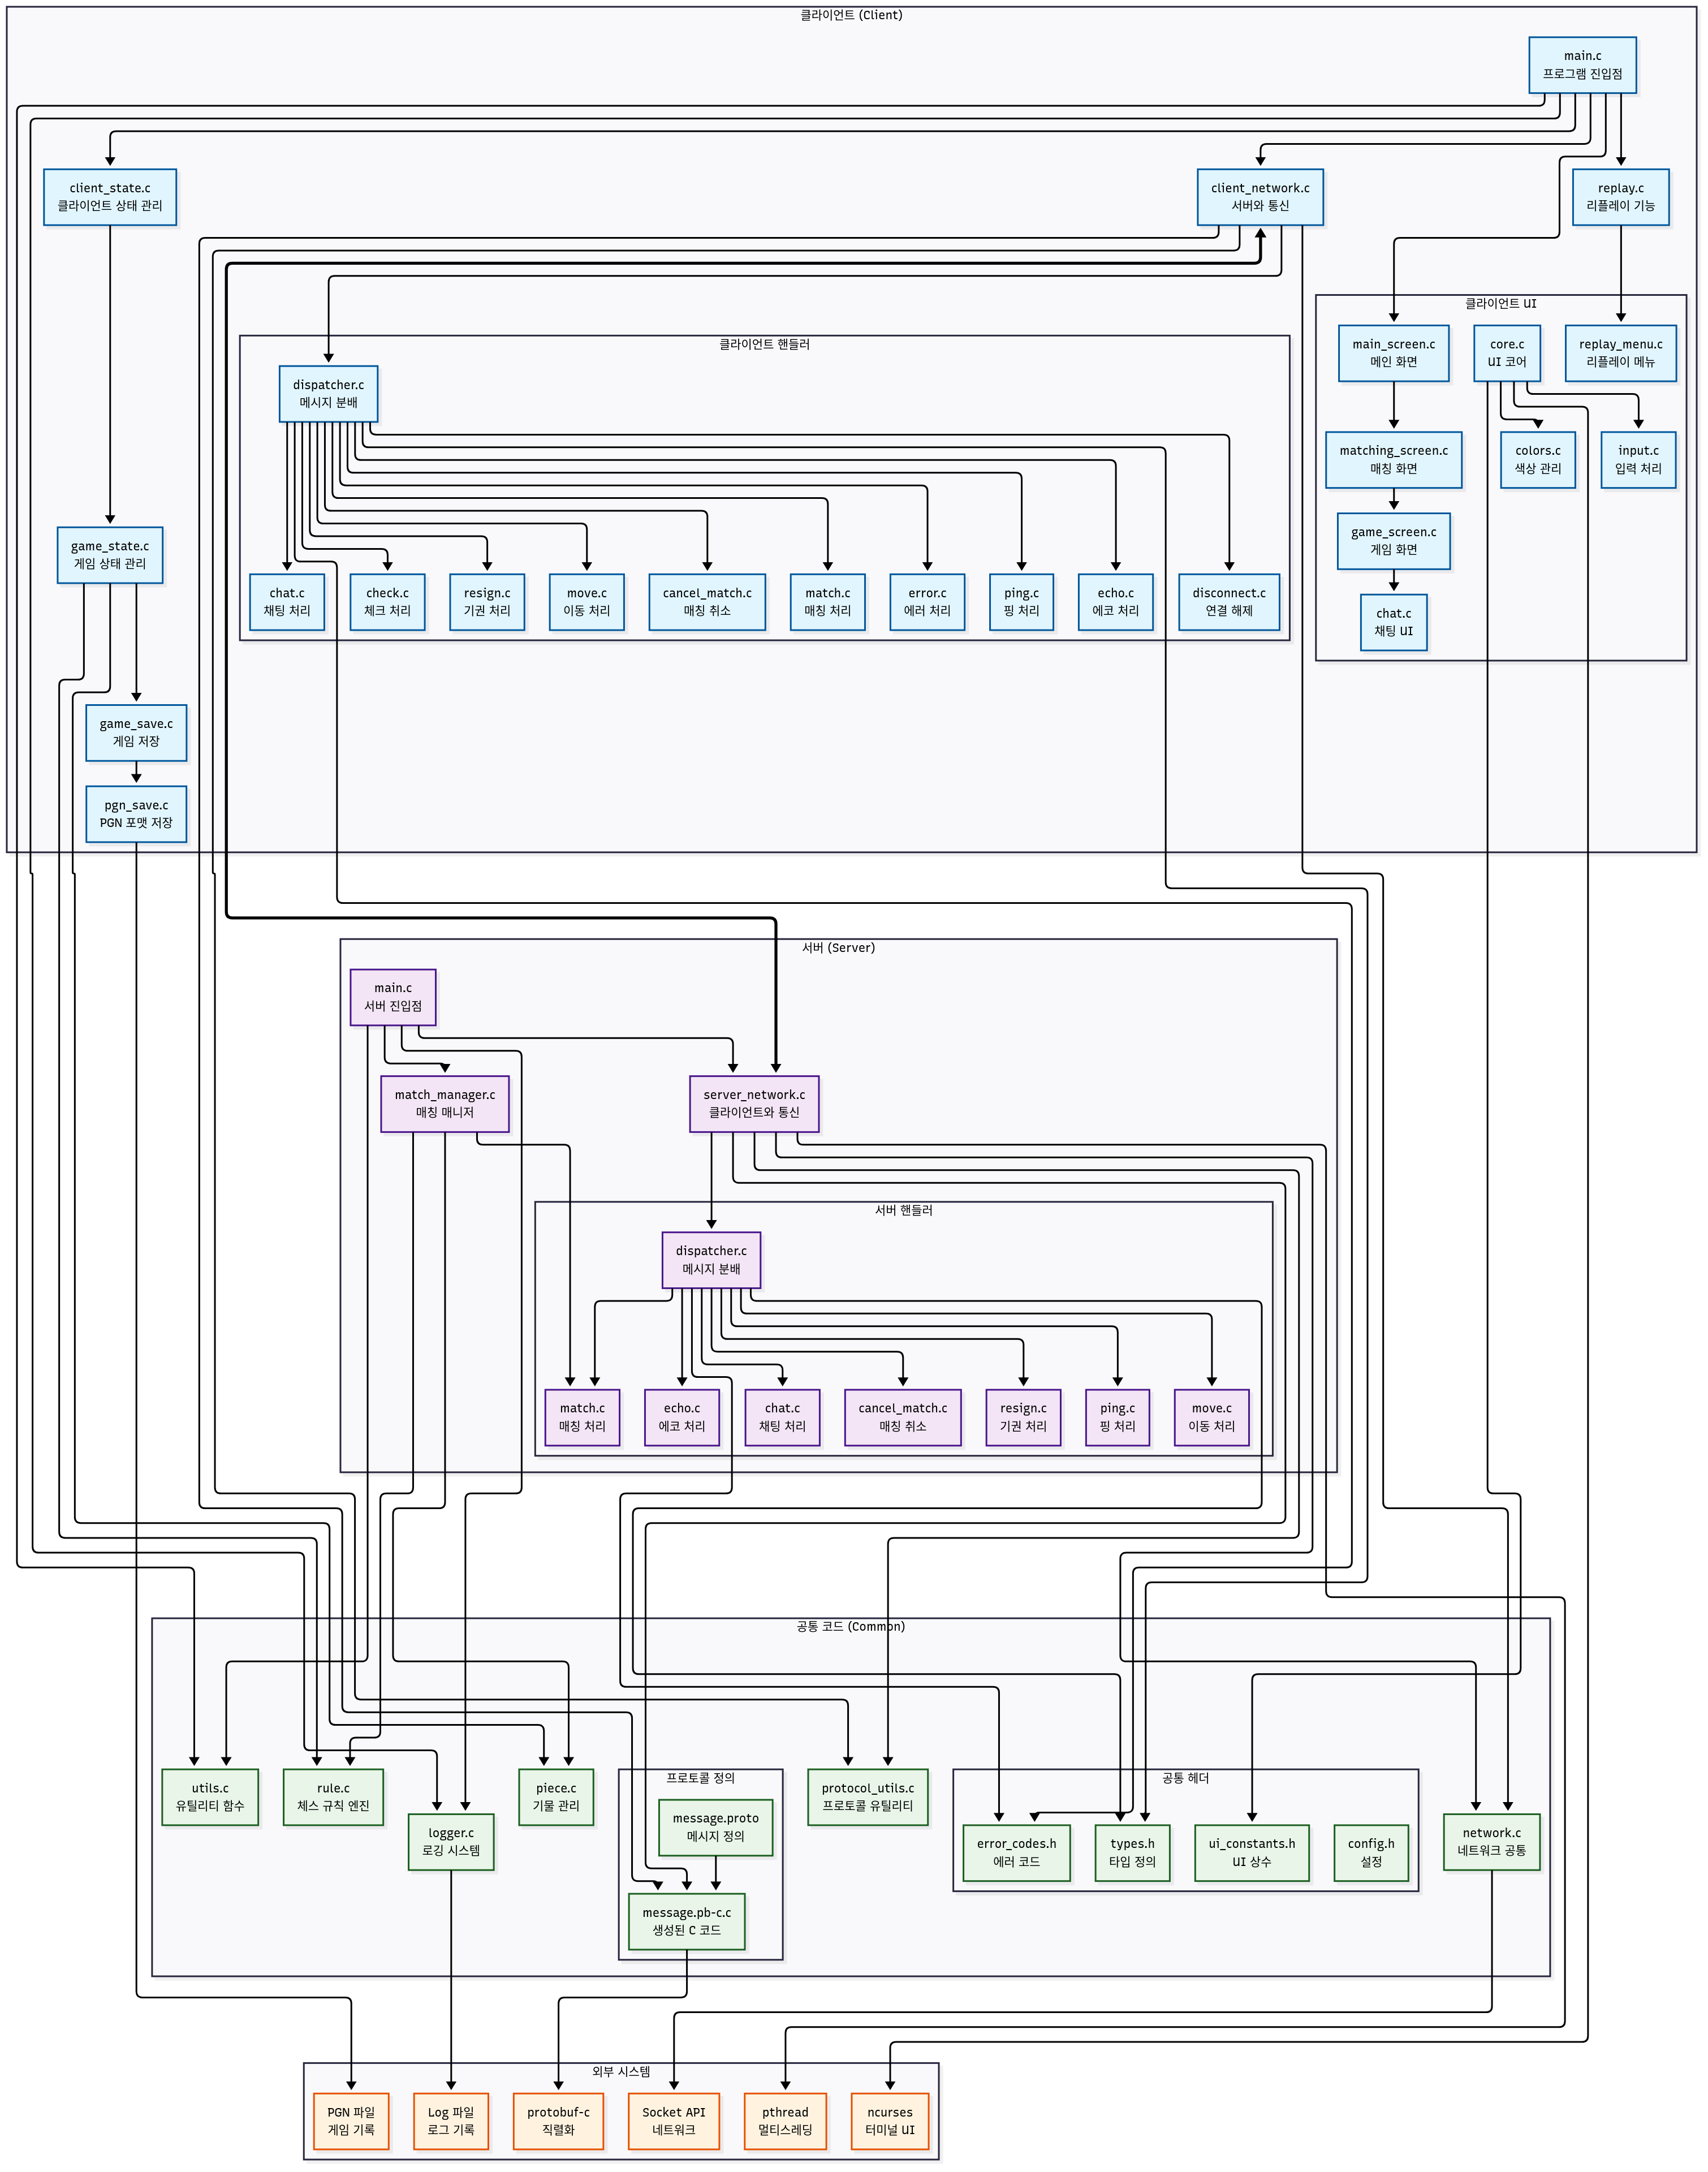 클라이언트 (Client)
main.c
프로그램 진입점
client_state.c
클라이언트 상태 관리
client_network.c
서버와 통신
replay.c
리플레이 기능
클라이언트 UI
main_screen.c
메인 화면
core.c
UI 코어
replay_menu.c
리플레이 메뉴
클라이언트 핸들러
dispatcher.c
메시지 분배
matching_screen.c
매칭 화면
colors.c
색상 관리
input.c
입력 처리
game_state.c
게임 상태 관리
game_screen.c
게임 화면
chat.c
채팅 처리
check.c
체크 처리
resign.c
기권 처리
move.c
이동 처리
cancel_match.c
매칭 취소
match.c
매칭 처리
error.c
에러 처리
ping.c
핑 처리
echo.c
에코 처리
disconnect.c
연결 해제
chat.c
채팅 UI
game_save.c
게임 저장
pgn_save.c
PGN 포맷 저장
서버 (Server)
main.c
서버 진입점
match_manager.c
매칭 매니저
server_network.c
클라이언트와 통신
서버 핸들러
dispatcher.c
메시지 분배
match.c
매칭 처리
echo.c
에코 처리
chat.c
채팅 처리
cancel_match.c
매칭 취소
resign.c
기권 처리
ping.c
핑 처리
move.c
이동 처리
공통 코드 (Common)
utils.c
유틸리티 함수
rule.c
체스 규칙 엔진
logger.c
로깅 시스템
piece.c
기물 관리
프로토콜 정의
message.proto
메시지 정의
message.pb-c.c
생성된 C 코드
protocol_utils.c
프로토콜 유틸리티
공통 헤더
error_codes.h
에러 코드
types.h
타입 정의
ui_constants.h
UI 상수
config.h
설정
network.c
네트워크 공통
외부 시스템
PGN 파일
게임 기록
Log 파일
로그 기록
protobuf-c
직렬화
Socket API
네트워크
pthread
멀티스레딩
ncurses
터미널 UI